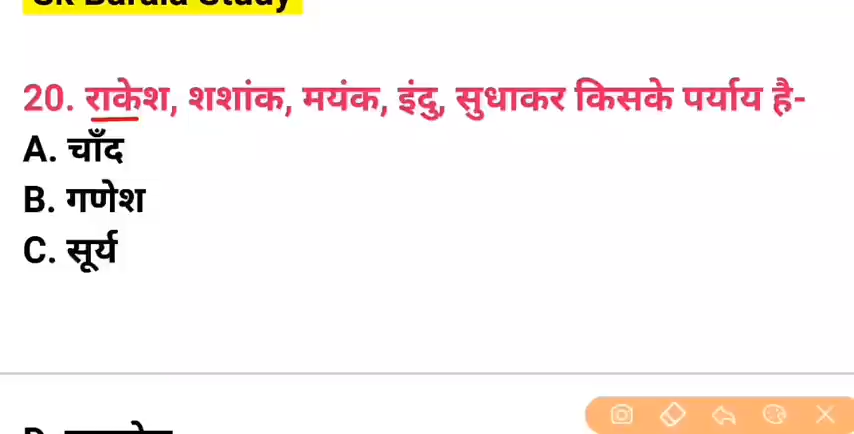 20. राकेश, शशांक, मयंक, इंदु, सुधाकर किसके पर्याय है-
A. चाँद
B. गणेश
C. सूर्य